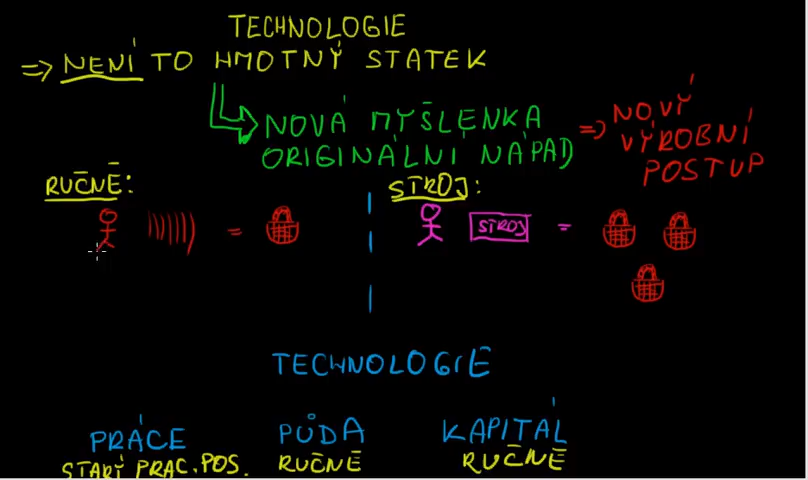 TECHNOLOGIE
=> NENÍ TO HMOTNÝ STATEK
NOVÁ MYŠLENKA
ORIGINÁLNÍ NÁPAD
=> NOVÝ
VÝROBNÍ
POSTUP
RUČNĚ:
=
STROJ:
STROJ =
TECHNOLOGIE
PRÁCE PŮDA KAPITÁL
STARÝ PRAC. POS. RUČNĚ RUČNĚ